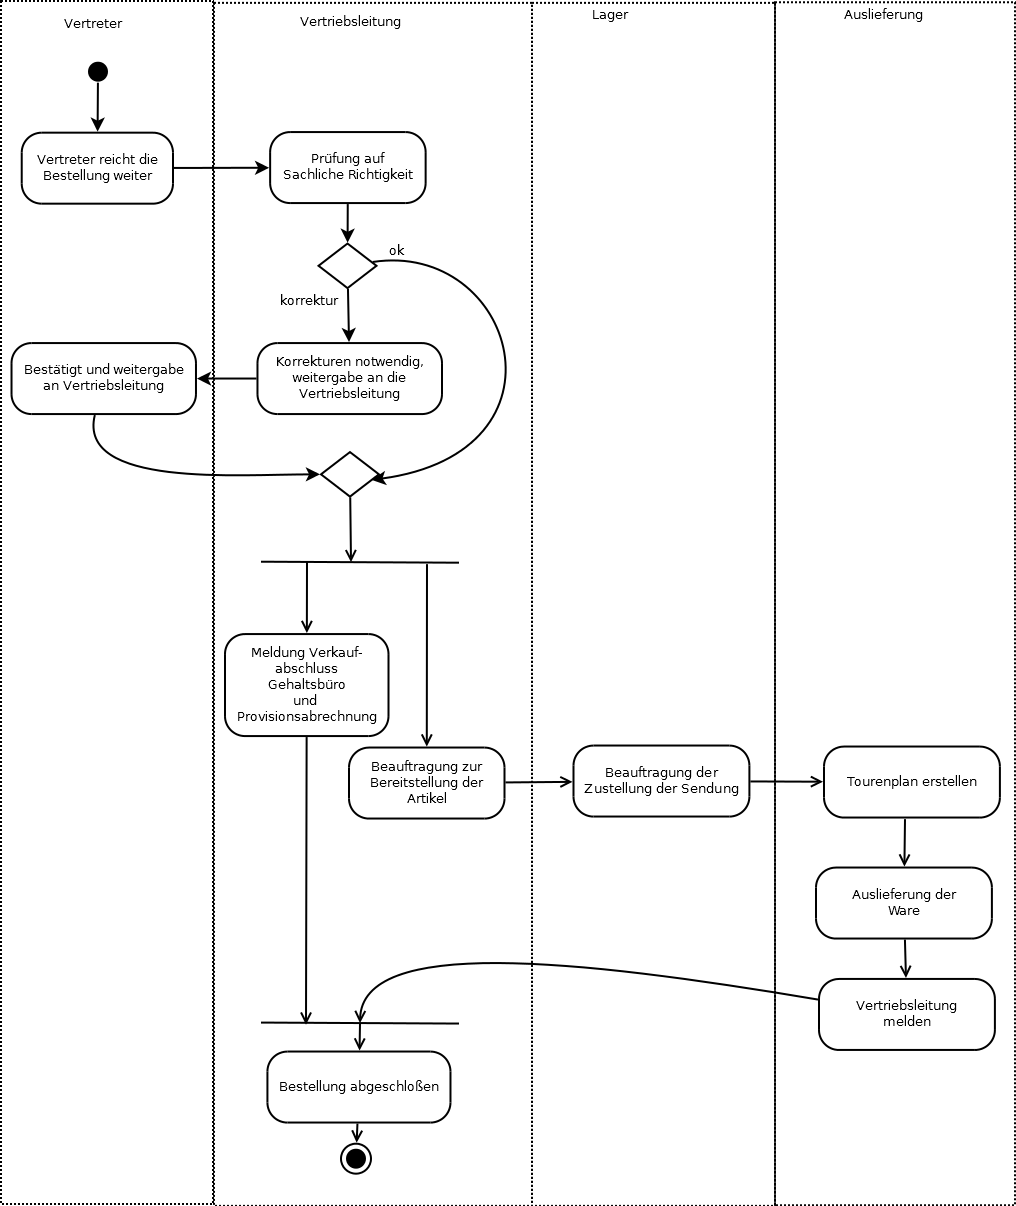 Vertreter
Vertriebsleitung
Lager
Auslieferung
Vertreter reicht die
Bestellung weiter
Prüfung auf
Sachliche Richtigkeit
ok
korrektur
Korrekturen notwendig,
weitergabe an die
Vertriebsleitung
Bestätigt und weitergabe
an Vertriebsleitung
Meldung Verkauf-
abschluss
Gehaltsbüro
und
Provisionsabrechnung
Beauftragung zur
Bereitstellung der
Artikel
Beauftragung der
Zustellung der Sendung
Tourenplan erstellen
Auslieferung der
Ware
Vertriebsleitung
melden
Bestellung abgeschloßen